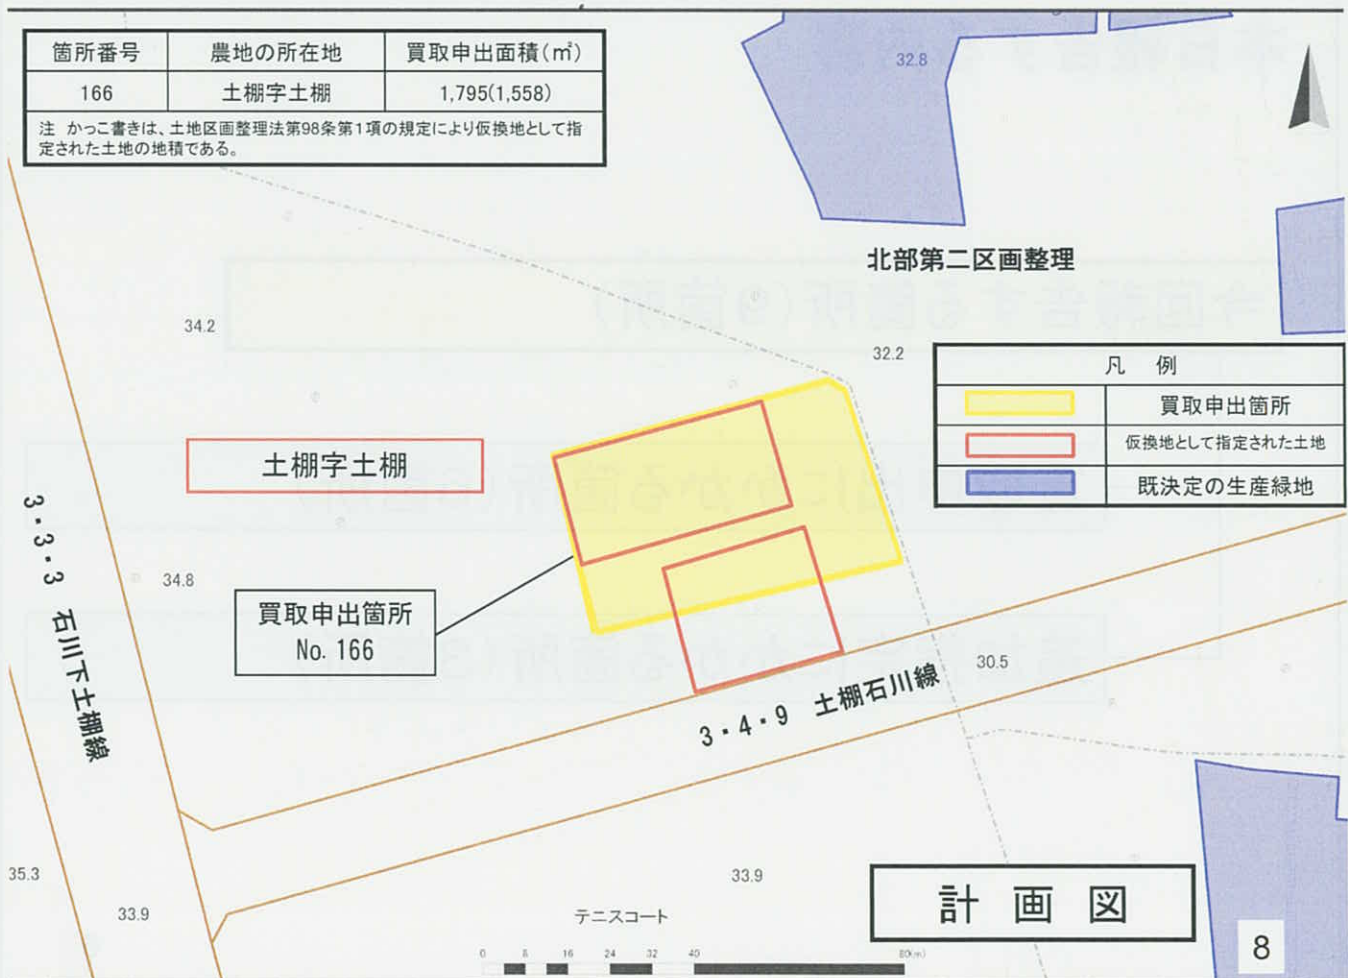 箇所番号 農地の所在地 買取申出面積(㎡)
166 土棚字土棚 1,795(1,558)
注 かっこ書きは、土地区画整理法第98条第1項の規定により仮換地として指
定された土地の地積である。
32.8
北部第二区画整理
34.2
32.2
凡 例
買取申出箇所
仮換地として指定された土地
既決定の生産緑地
土棚字土棚
3・3・3 石川下土棚線
34.8
買取申出箇所
No. 166
30.5
3・4・9 土棚石川線
35.3
33.9
33.9
テニスコート
計画図
0 8 16 24 32 40 80(m)
8